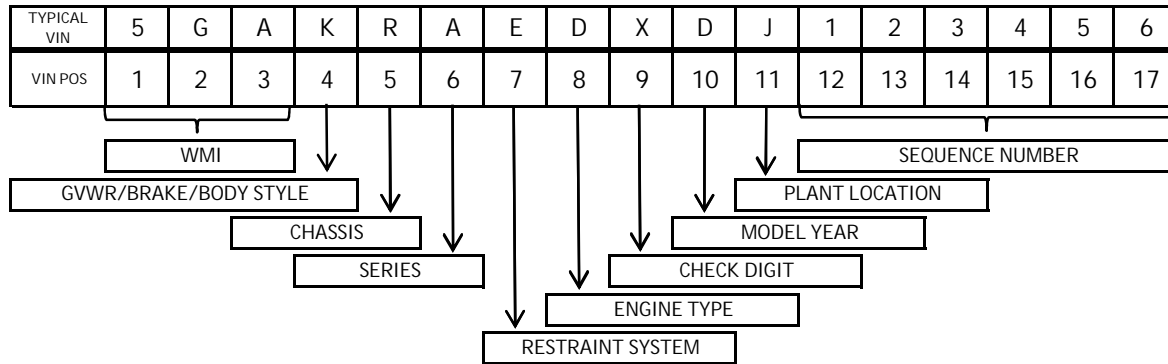 TYPICAL VIN 5 G A K R A E D X D J 1 2 3 4 5 6
VIN POS 1 2 3 4 5 6 7 8 9 10 11 12 13 14 15 16 17
WMI SEQUENCE NUMBER
GVWR/BRAKE/BODY STYLE PLANT LOCATION
CHASSIS MODEL YEAR
SERIES CHECK DIGIT
ENGINE TYPE
RESTRAINT SYSTEM